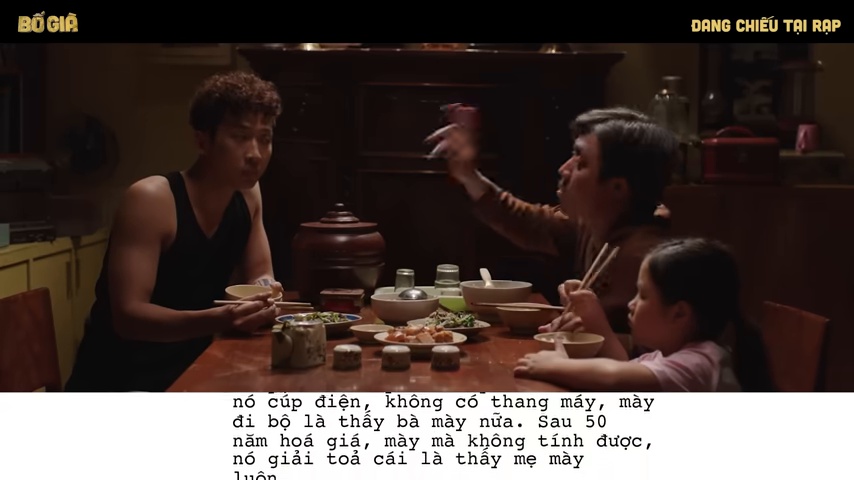 BỐ GIÀ
ĐANG CHIẾU TẠI RẠP
nó cúp điện, không có thang máy, mày
đi bộ là thấy bà mày nữa. Sau 50
năm hoá giá, mày mà không tính được,
nó giải toả cái là thấy mẹ mày
luôn